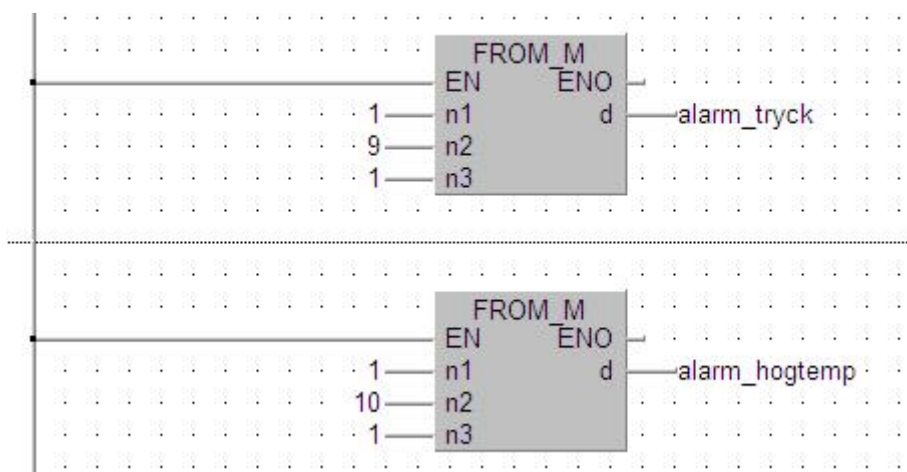 FROM_M
EN ENO
1 n1 d alarm_tryck
9 n2
1 n3
FROM_M
EN ENO
1 n1 d alarm_hogtemp
10 n2
1 n3